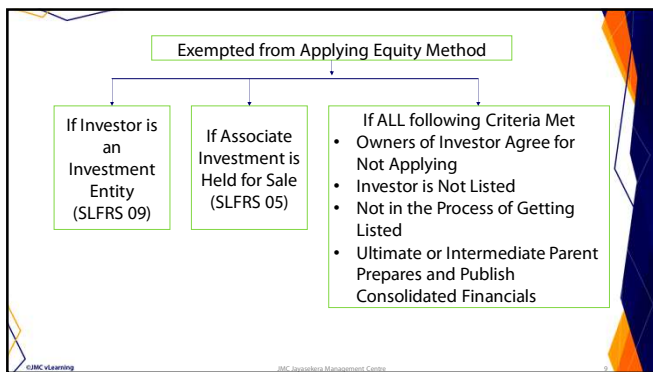 Exempted from Applying Equity Method
If Investor is
an
Investment
Entity
(SLFRS 09)
If Associate
Investment is
Held for Sale
(SLFRS 05)
If ALL following Criteria Met
• Owners of Investor Agree for
Not Applying
• Investor is Not Listed
• Not in the Process of Getting
Listed
• Ultimate or Intermediate Parent
Prepares and Publish
Consolidated Financials
©JMC vLearning
JMC Jayasekera Management Centre
9